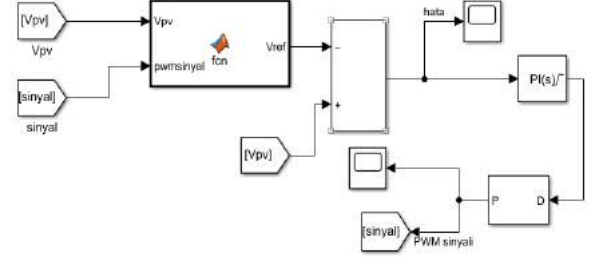 [Vpv]
Vpv
[sinyal]
sinyal
Vpv
pwmsinyal
fcn
Vref
−
+
[Vpv]
hata
PI(s)
P
D
[sinyal]
PWM sinyali